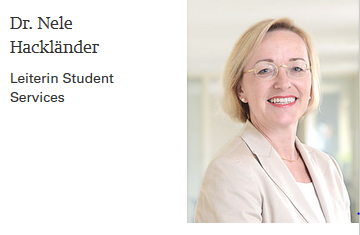 Dr. Nele
Hackländer
Leiterin Student
Services